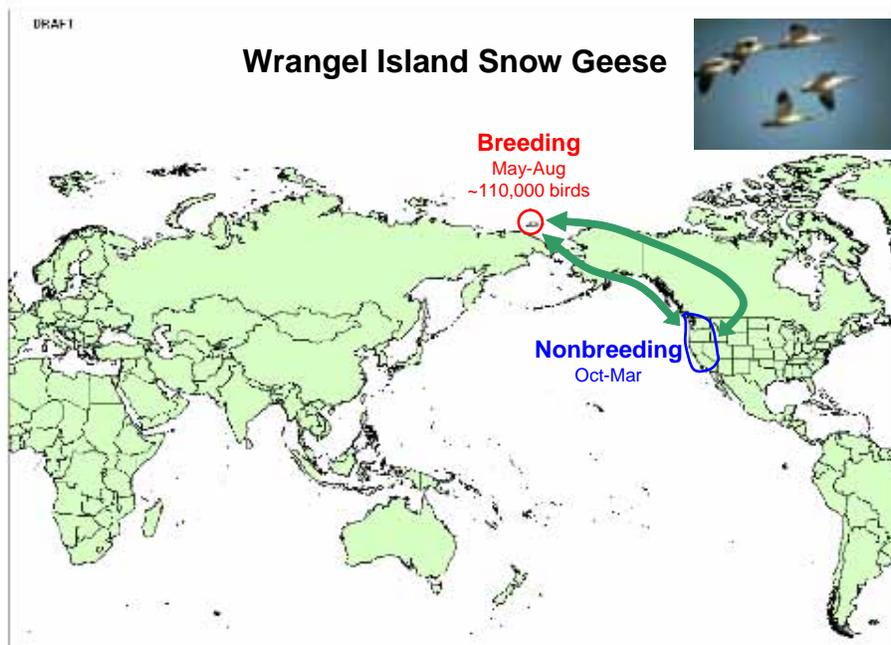 DRAFT
Wrangel Island Snow Geese
Breeding
May-Aug
~110,000 birds
Nonbreeding
Oct-Mar